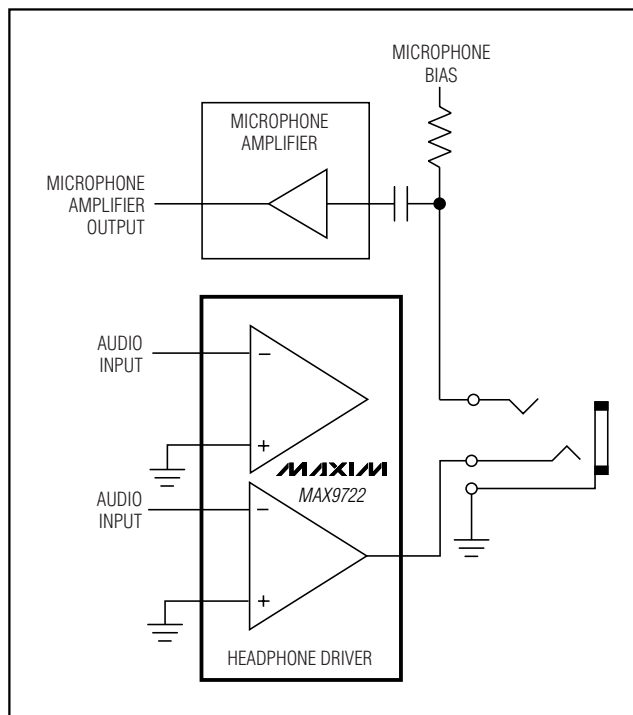 MICROPHONE
BIAS
MICROPHONE
AMPLIFIER
MICROPHONE
AMPLIFIER
OUTPUT
AUDIO
INPUT
−
+
MAXIM
MAX9722
AUDIO
INPUT
−
+
HEADPHONE DRIVER